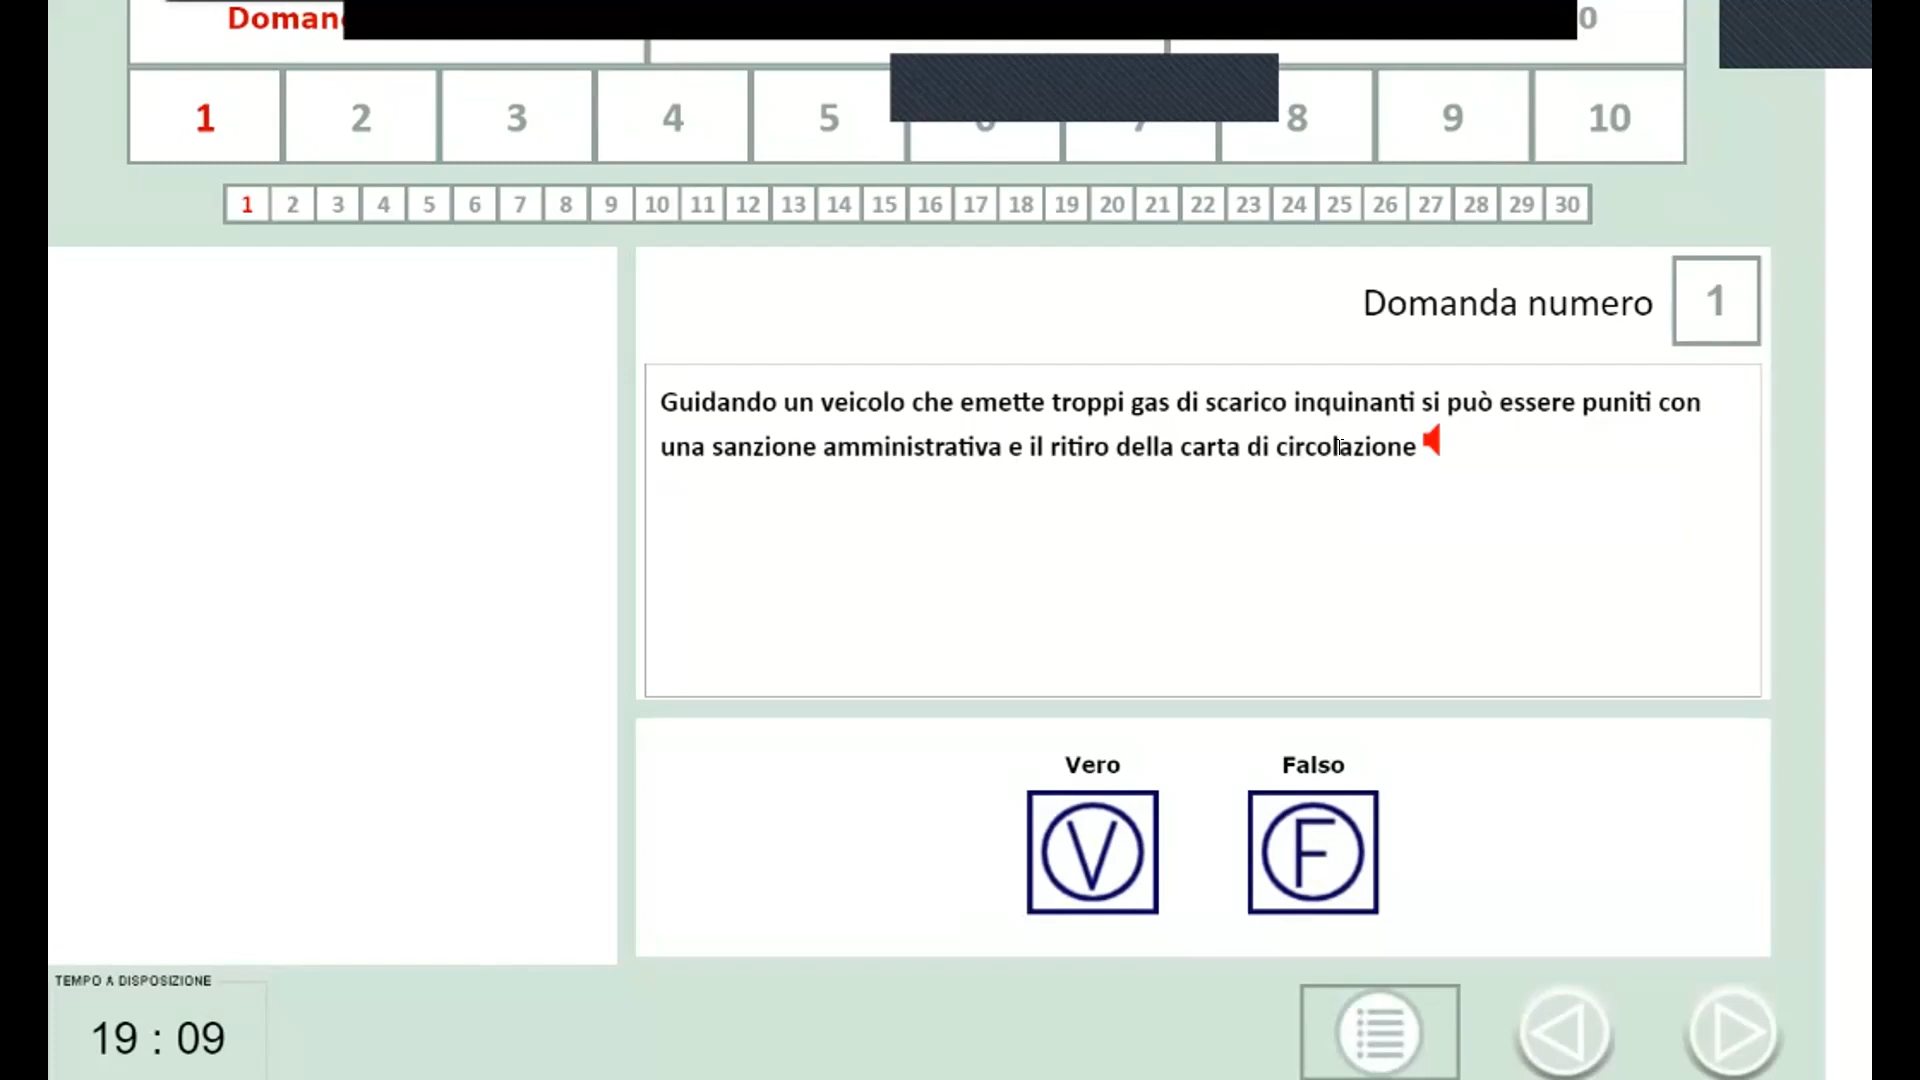 1 2 3 4 5 8 9 10
1 2 3 4 5 6 7 8 9 10 11 12 13 14 15 16 17 18 19 20 21 22 23 24 25 26 27 28 29 30
Domanda numero 1
Guidando un veicolo che emette troppi gas di scarico inquinanti si può essere puniti con
una sanzione amministrativa e il ritiro della carta di circolazione
Vero Falso
V F
TEMPO A DISPOSIZIONE
19 : 09